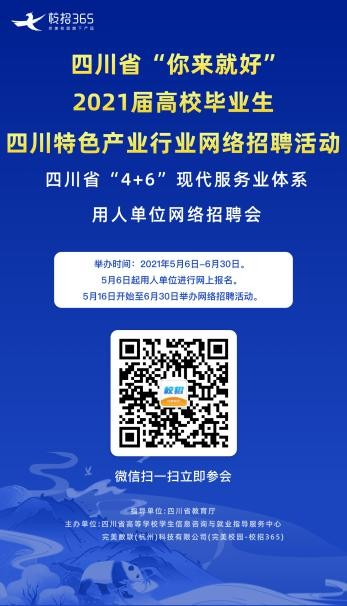 校招365
完美校园旗下产品
四川省“你来就好”
2021届高校毕业生
四川特色产业行业网络招聘活动
四川省“4+6”现代服务业体系
用人单位网络招聘会
举办时间：2021年5月6日-6月30日。
5月6日起用人单位进行网上报名。
5月16日开始至6月30日举办网络招聘活动。
校招
微信扫一扫立即参会
指导单位:四川省教育厅
主办单位:四川省高等学校学生信息咨询与就业指导服务中心
完美数联(杭州)科技有限公司(完美校园-校招365)